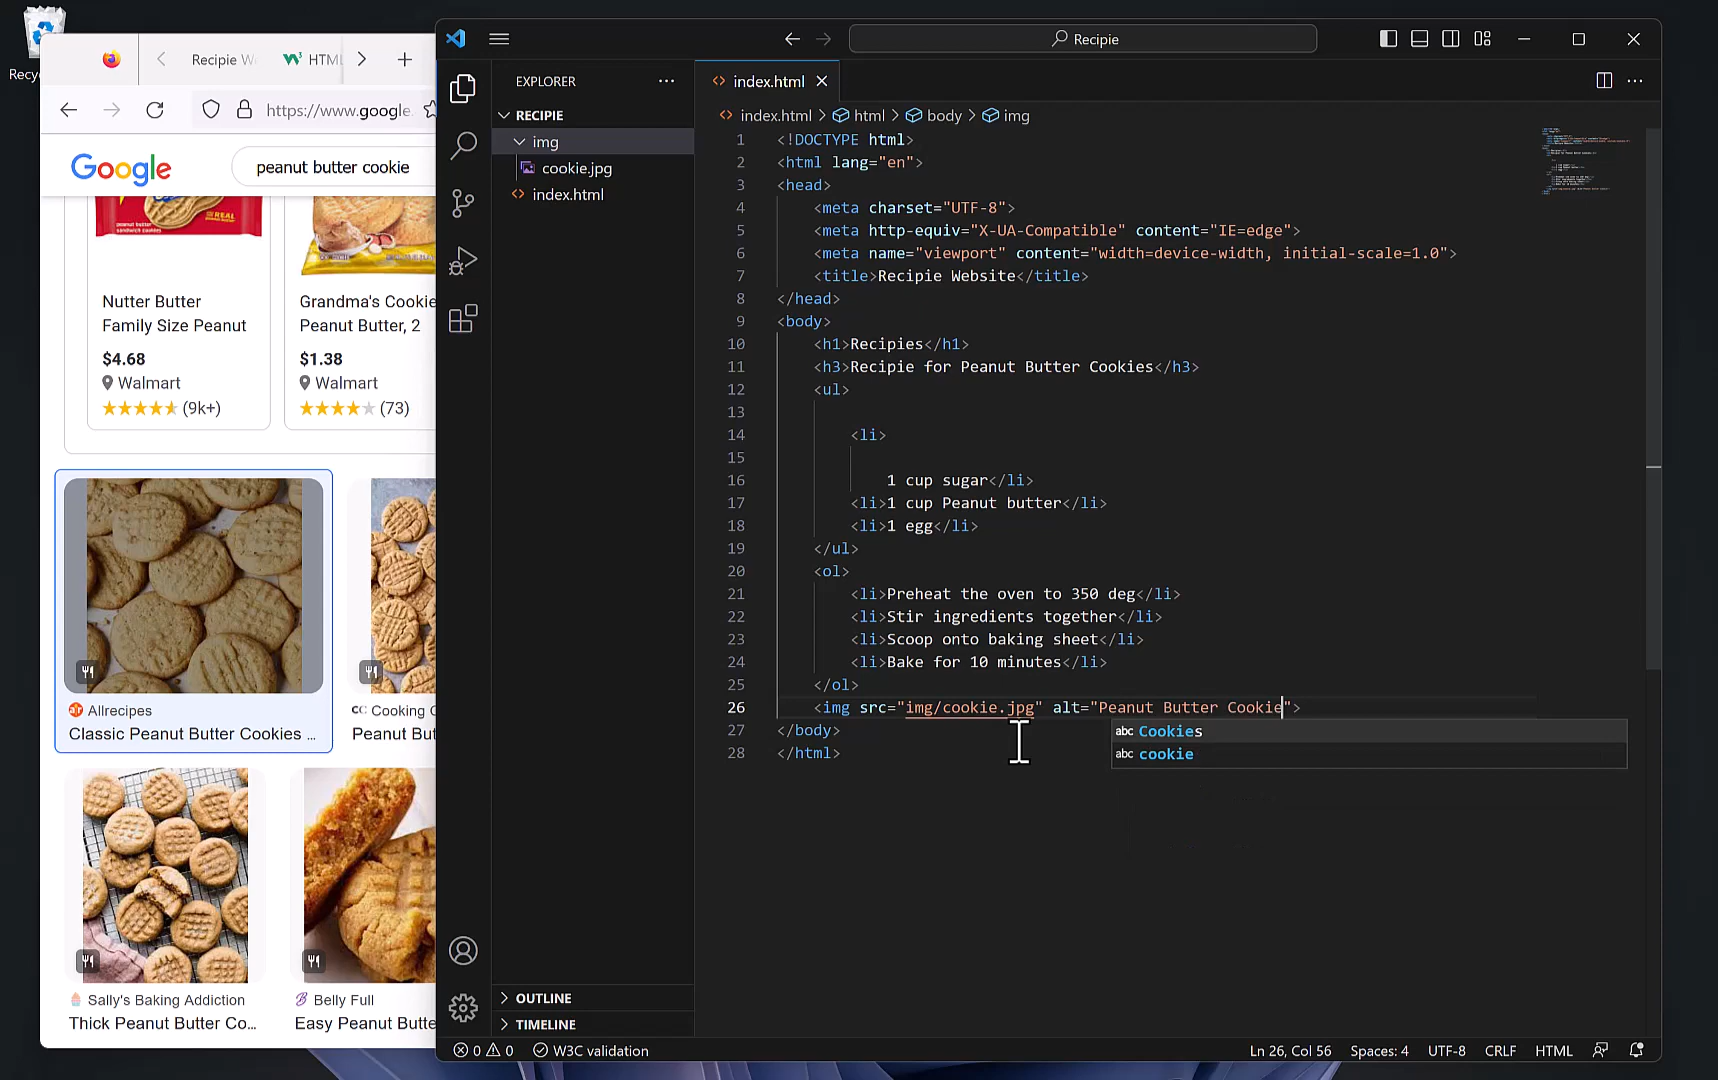 Recyc
Recipie W
HTML
https://www.google.
Google
peanut butter cookie
REAL
peanut butter
sandwich cookies
Nutter Butter
Family Size Peanut
$4.68
Walmart
(9k+)
Grandma's Cookie
Peanut Butter, 2
$1.38
Walmart
(73)
Allrecipes
Classic Peanut Butter Cookies ...
CC Cooking C
Peanut But
Sally's Baking Addiction
Thick Peanut Butter Co...
Belly Full
Easy Peanut Butte
Recipie
EXPLORER
RECIPIE
img
cookie.jpg
index.html
OUTLINE
TIMELINE
index.html
index.html > html > body > img
1 <!DOCTYPE html>
2 <html lang="en">
3 <head>
4 <meta charset="UTF-8">
5 <meta http-equiv="X-UA-Compatible" content="IE=edge">
6 <meta name="viewport" content="width=device-width, initial-scale=1.0">
7 <title>Recipie Website</title>
8 </head>
9 <body>
10 <h1>Recipies</h1>
11 <h3>Recipie for Peanut Butter Cookies</h3>
12 <ul>
13
14 <li>
15
16 1 cup sugar</li>
17 <li>1 cup Peanut butter</li>
18 <li>1 egg</li>
19 </ul>
20 <ol>
21 <li>Preheat the oven to 350 deg</li>
22 <li>Stir ingredients together</li>
23 <li>Scoop onto baking sheet</li>
24 <li>Bake for 10 minutes</li>
25 </ol>
26 <img src="img/cookie.jpg" alt="Peanut Butter Cookie">
27 </body>
28 </html>
abc Cookies
abc cookie
0 0 W3C validation
Ln 26, Col 56 Spaces: 4 UTF-8 CRLF HTML